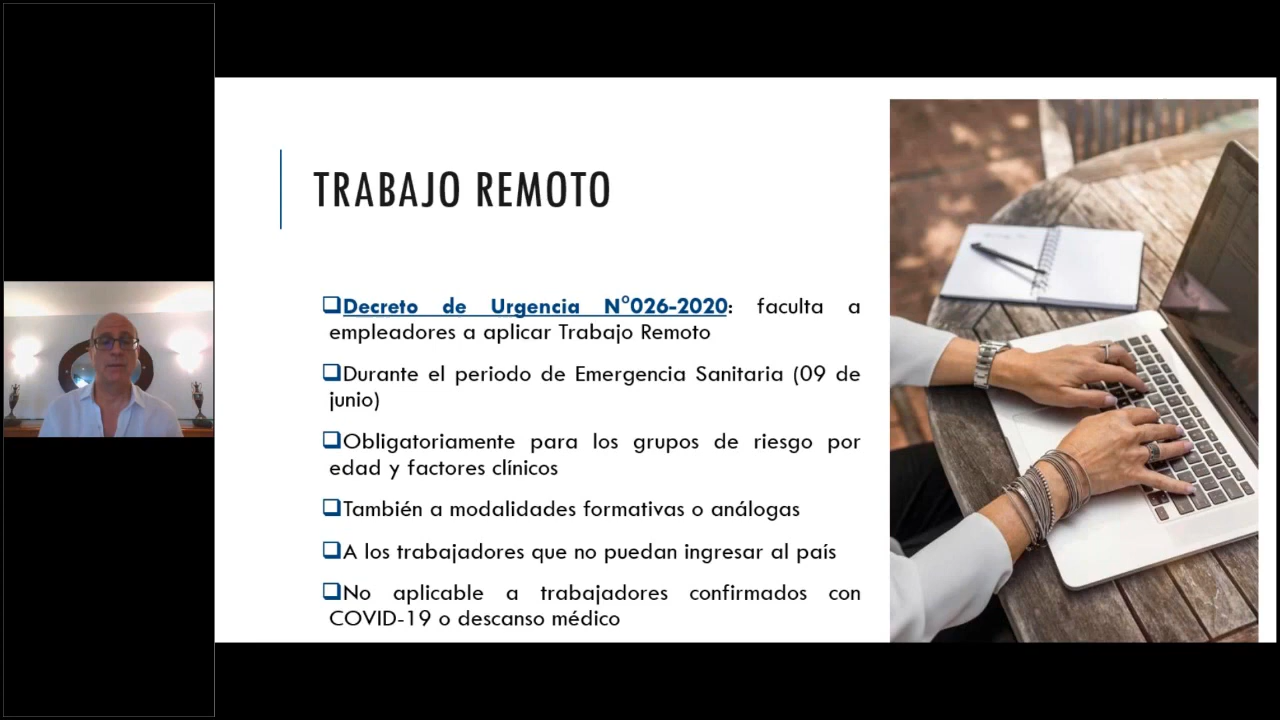 TRABAJO REMOTO
❑Decreto de Urgencia N°026-2020: faculta a
empleadores a aplicar Trabajo Remoto
❑Durante el periodo de Emergencia Sanitaria (09 de
junio)
❑Obligatoriamente para los grupos de riesgo por
edad y factores clínicos
❑También a modalidades formativas o análogas
❑A los trabajadores que no puedan ingresar al país
❑No aplicable a trabajadores confirmados con
COVID-19 o descanso médico